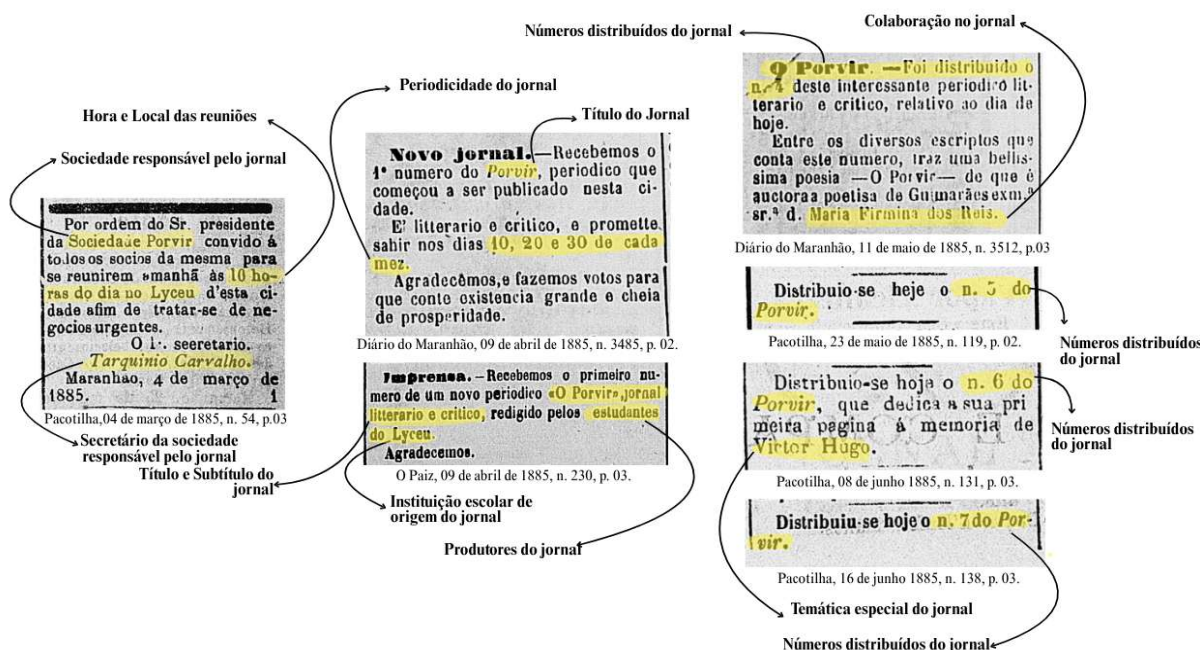 Colaboração no jornal
Números distribuídos do jornal
Periodicidade do jornal
Hora e Local das reuniões
Título do Jornal
Sociedade responsável pelo jornal
Por ordem do Sr. presidente
da Sociedade Porvir convido á
todos os socios da mesma para
se reunirem amanhã às 10 ho-
ras do dia no Lyceu d'esta ci-
dade afim de tratar-se de ne-
gocios urgentes.
O 1º. secretario.
Tarquinio Carvalho.
Maranhão, 4 de março de
1885. 1
Pacotilha,04 de março de 1885, n. 54, p.03
Secretário da sociedade
responsável pelo jornal
Título e Subtítulo do
jornal
Novo jornal.—Recebemos o
1º numero do Porvir, periodico que
começou a ser publicado nesta ci-
dade.
E' litterario e critico, e promette
sahir nos dias 10, 20 e 30 de cada
mez.
Agradecêmos, e fazemos votos para
que conte existencia grande e cheia
de prosperidade.
Diário do Maranhão, 09 de abril de 1885, n. 3485, p. 02.
Imprensa.—Recebemos o primeiro nu-
mero de um novo periodico «O Porvir», jornal
litterario e critico, redigido pelos estudantes
do Lyceu.
Agradecemos.
O Paiz, 09 de abril de 1885, n. 230, p. 03.
Instituição escolar de
origem do jornal
Produtores do jornal
O Porvir.—Foi distribuido o
n. 4 deste interessante periodico lit-
terario e critico, relativo ao dia de
hoje.
Entre os diversos escriptos que
conta este numero, traz uma bellis-
sima poesia —O Porvir— de que é
auctora a poetisa de Guimarães exm.ª
sr.ª d. Maria Firmina dos Reis.
Diário do Maranhão, 11 de maio de 1885, n. 3512, p.03
Distribuio-se heje o n. 5 do
Porvir.
Pacotilha, 23 de maio de 1885, n. 119, p. 02.
Números distribuídos
do jornal
Distribuio-se hoje o n. 6 do
Porvir, que dedica a sua pri
meira pagina á memoria de
Victor Hugo.
Pacotilha, 08 de junho 1885, n. 131, p. 03.
Números distribuídos
do jornal
Distribuiu-se hoje o n. 7 do Por-
vir.
Pacotilha, 16 de junho 1885, n. 138, p. 03.
Temática especial do jornal
Números distribuídos do jornal